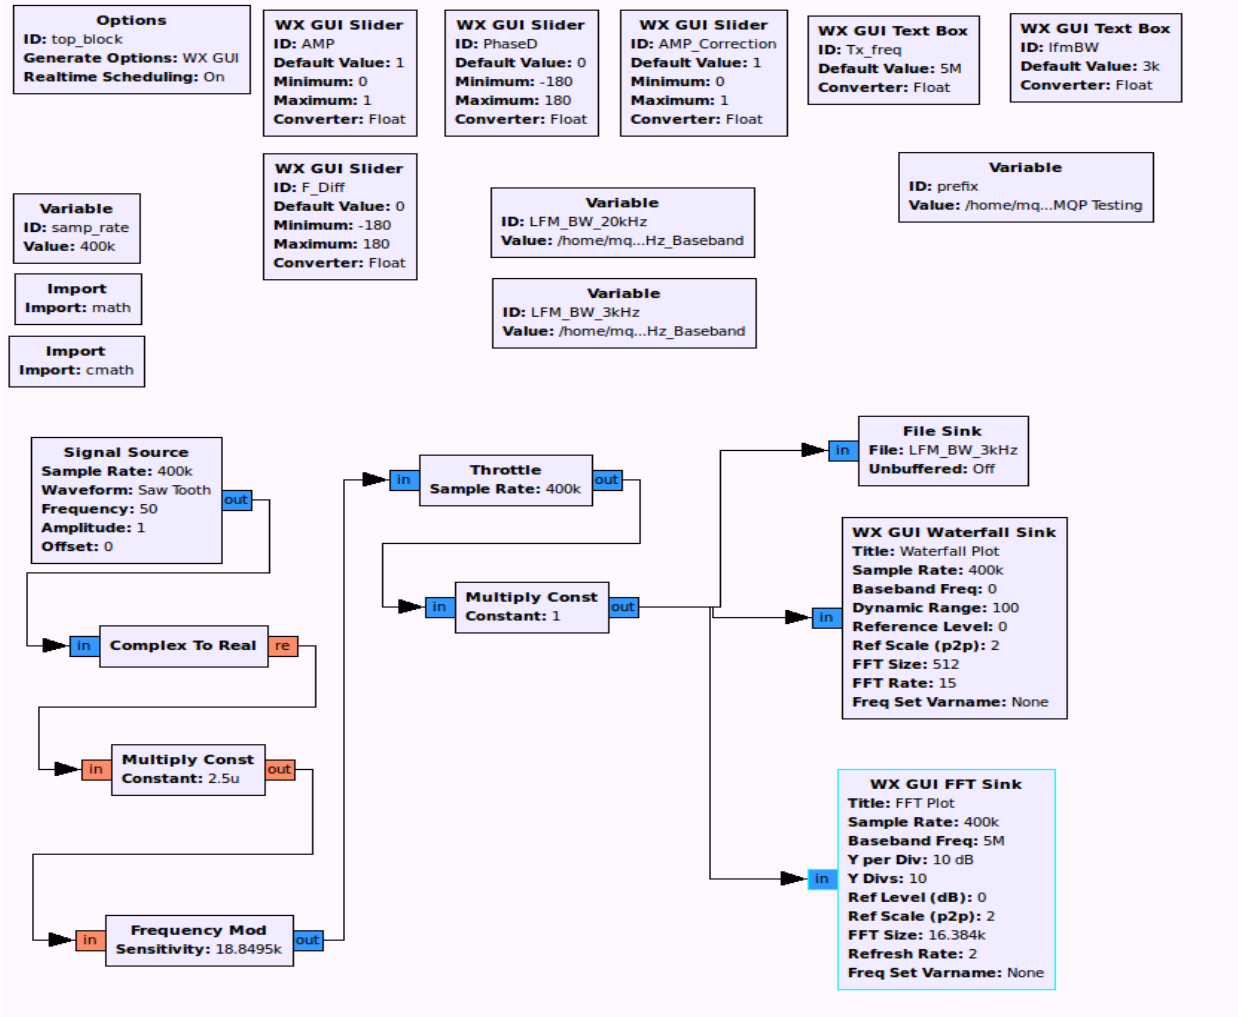 Options
ID: top_block
Generate Options: WX GUI
Realtime Scheduling: On
WX GUI Slider
ID: AMP
Default Value: 1
Minimum: 0
Maximum: 1
Converter: Float
WX GUI Slider
ID: PhaseD
Default Value: 0
Minimum: -180
Maximum: 180
Converter: Float
WX GUI Slider
ID: AMP_Correction
Default Value: 1
Minimum: 0
Maximum: 1
Converter: Float
WX GUI Text Box
ID: Tx_freq
Default Value: 5M
Converter: Float
WX GUI Text Box
ID: lfmBW
Default Value: 3k
Converter: Float
Variable
ID: samp_rate
Value: 400k
WX GUI Slider
ID: F_Diff
Default Value: 0
Minimum: -180
Maximum: 180
Converter: Float
Variable
ID: LFM_BW_20kHz
Value: /home/mq...Hz_Baseband
Variable
ID: prefix
Value: /home/mq...MQP Testing
Import
Import: math
Variable
ID: LFM_BW_3kHz
Value: /home/mq...Hz_Baseband
Import
Import: cmath
Signal Source
Sample Rate: 400k
Waveform: Saw Tooth
Frequency: 50
Amplitude: 1
Offset: 0
out
in
Complex To Real
re
in
Multiply Const
Constant: 2.5u
out
in
Frequency Mod
Sensitivity: 18.8495k
out
in
Throttle
Sample Rate: 400k
out
in
Multiply Const
Constant: 1
out
in
File Sink
File: LFM_BW_3kHz
Unbuffered: Off
in
WX GUI Waterfall Sink
Title: Waterfall Plot
Sample Rate: 400k
Baseband Freq: 0
Dynamic Range: 100
Reference Level: 0
Ref Scale (p2p): 2
FFT Size: 512
FFT Rate: 15
Freq Set Varname: None
in
WX GUI FFT Sink
Title: FFT Plot
Sample Rate: 400k
Baseband Freq: 5M
Y per Div: 10 dB
Y Divs: 10
Ref Level (dB): 0
Ref Scale (p2p): 2
FFT Size: 16.384k
Refresh Rate: 2
Freq Set Varname: None